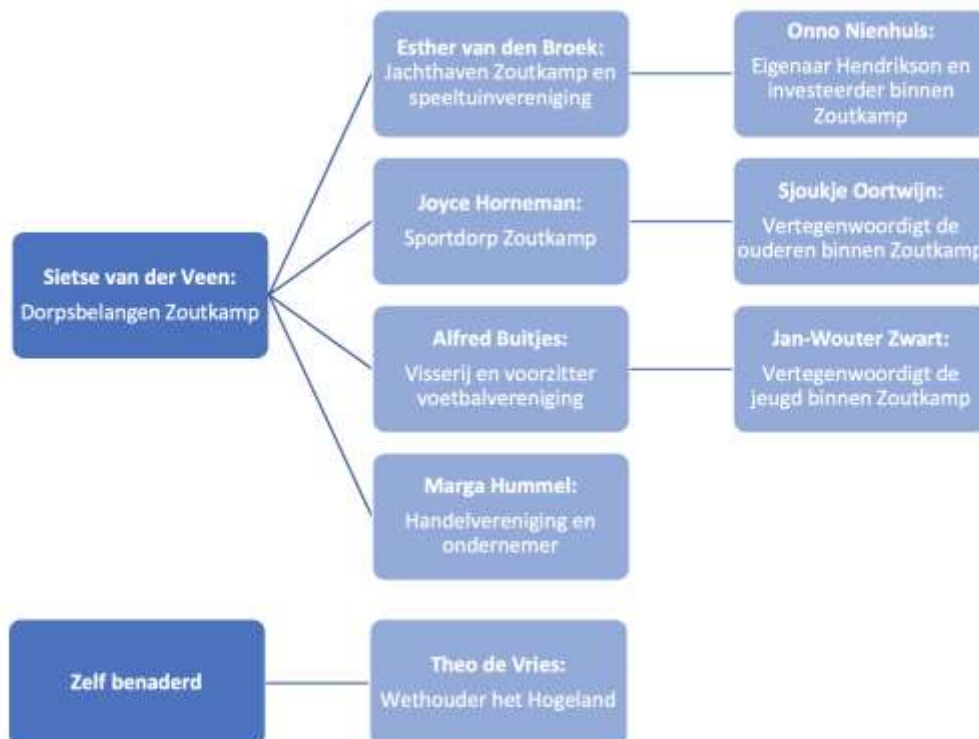 Esther van den Broek:
Jachthaven Zoutkamp en
speeltuinvereniging
Onno Nienhuis:
Eigenaar Hendrikson en
investeerder binnen
Zoutkamp
Joyce Horneman:
Sportdorp Zoutkamp
Sjoukje Oortwijn:
Vertegenwoordigt de
ouderen binnen Zoutkamp
Sietse van der Veen:
Dorpsbelangen Zoutkamp
Alfred Buitjes:
Visserij en voorzitter
voetbalvereniging
Jan-Wouter Zwart:
Vertegenwoordigt de
jeugd binnen Zoutkamp
Marga Hummel:
Handelvereniging en
ondernemer
Zelf benaderd
Theo de Vries:
Wethouder het Hogeland